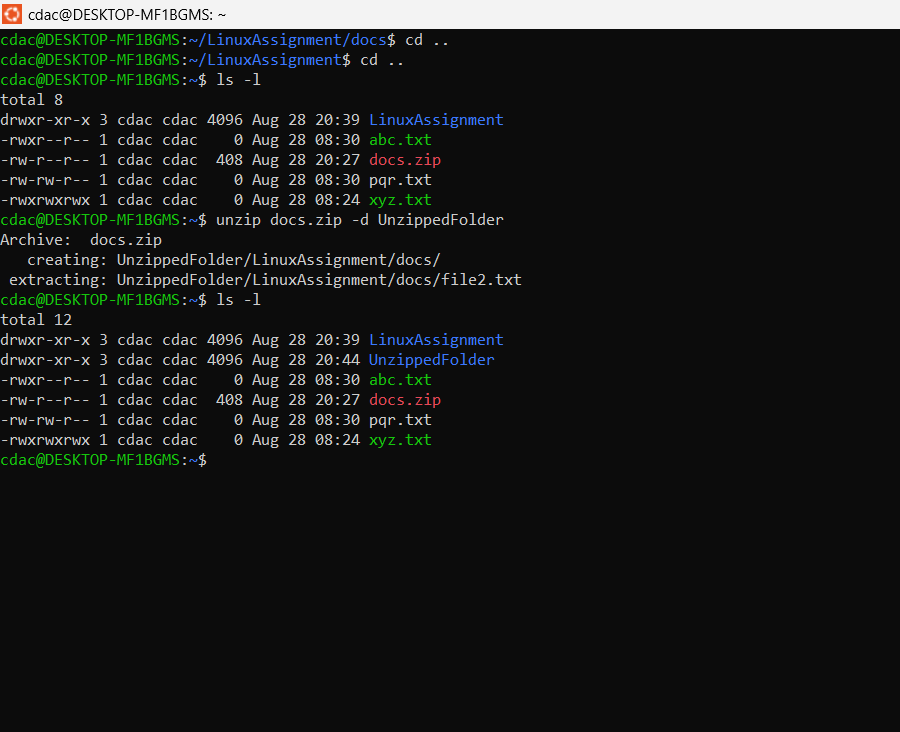 cdac@DESKTOP-MF1BGMS: ~
cdac@DESKTOP-MF1BGMS:~/LinuxAssignment/docs$ cd ..
cdac@DESKTOP-MF1BGMS:~/LinuxAssignment$ cd ..
cdac@DESKTOP-MF1BGMS:~$ ls -l
total 8
drwxr-xr-x 3 cdac cdac 4096 Aug 28 20:39 LinuxAssignment
-rwxr--r-- 1 cdac cdac    0 Aug 28 08:30 abc.txt
-rw-r--r-- 1 cdac cdac  408 Aug 28 20:27 docs.zip
-rw-rw-r-- 1 cdac cdac    0 Aug 28 08:30 pqr.txt
-rwxrwxrwx 1 cdac cdac    0 Aug 28 08:24 xyz.txt
cdac@DESKTOP-MF1BGMS:~$ unzip docs.zip -d UnzippedFolder
Archive:  docs.zip
   creating: UnzippedFolder/LinuxAssignment/docs/
 extracting: UnzippedFolder/LinuxAssignment/docs/file2.txt
cdac@DESKTOP-MF1BGMS:~$ ls -l
total 12
drwxr-xr-x 3 cdac cdac 4096 Aug 28 20:39 LinuxAssignment
drwxr-xr-x 3 cdac cdac 4096 Aug 28 20:44 UnzippedFolder
-rwxr--r-- 1 cdac cdac    0 Aug 28 08:30 abc.txt
-rw-r--r-- 1 cdac cdac  408 Aug 28 20:27 docs.zip
-rw-rw-r-- 1 cdac cdac    0 Aug 28 08:30 pqr.txt
-rwxrwxrwx 1 cdac cdac    0 Aug 28 08:24 xyz.txt
cdac@DESKTOP-MF1BGMS:~$